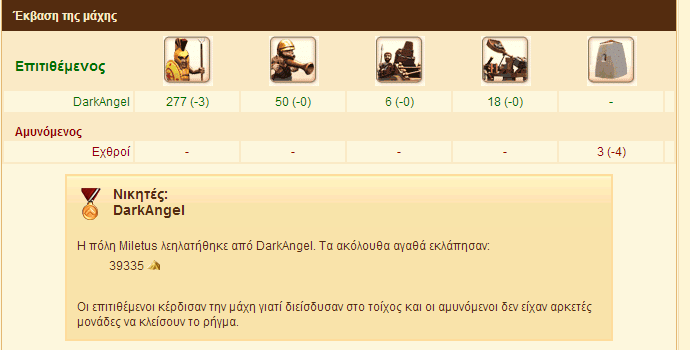 Έκβαση της μάχης
Επιτιθέμενος
DarkAngel 277 (-3) 50 (-0) 6 (-0) 18 (-0) -
Αμυνόμενος
Εχθροί - - - - 3 (-4)
Νικητές:
DarkAngel
Η πόλη Miletus λεηλατήθηκε από DarkAngel. Τα ακόλουθα αγαθά εκλάπησαν:
39335
Οι επιτιθέμενοι κέρδισαν την μάχη γιατί διείσδυσαν στο τοίχος και οι αμυνόμενοι δεν είχαν αρκετές
μονάδες να κλείσουν το ρήγμα.